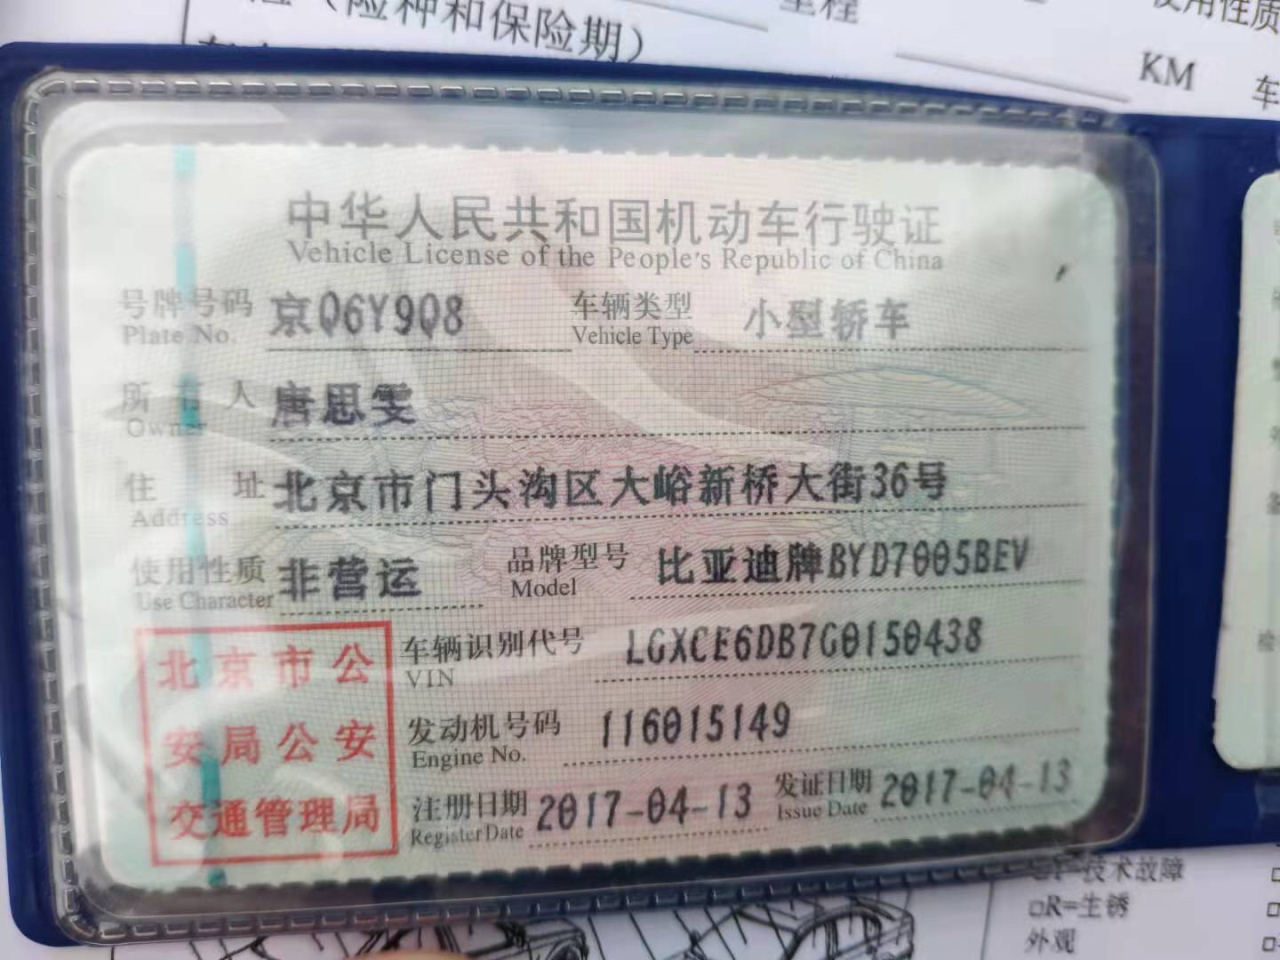 （险种和保险期）
里程
使用性质
KM
车
中华人民共和国机动车行驶证
Vehicle License of the People's Republic of China
号牌号码 京Q6Y9Q8 车辆类型 小型轿车
Plate No. Vehicle Type
所有人 唐思雯
Owner
住址 北京市门头沟区大峪新桥大街36号
Address
使用性质 非营运 品牌型号 比亚迪牌BYD7005BEV
Use Character Model
北京市公
安局公安
交通管理局
车辆识别代号 LGXCE6DB7G0150438
VIN
发动机号码 116015149
Engine No.
注册日期 2017-04-13 发证日期 2017-04-13
Register Date Issue Date
=技术故障
□R=生锈
外观